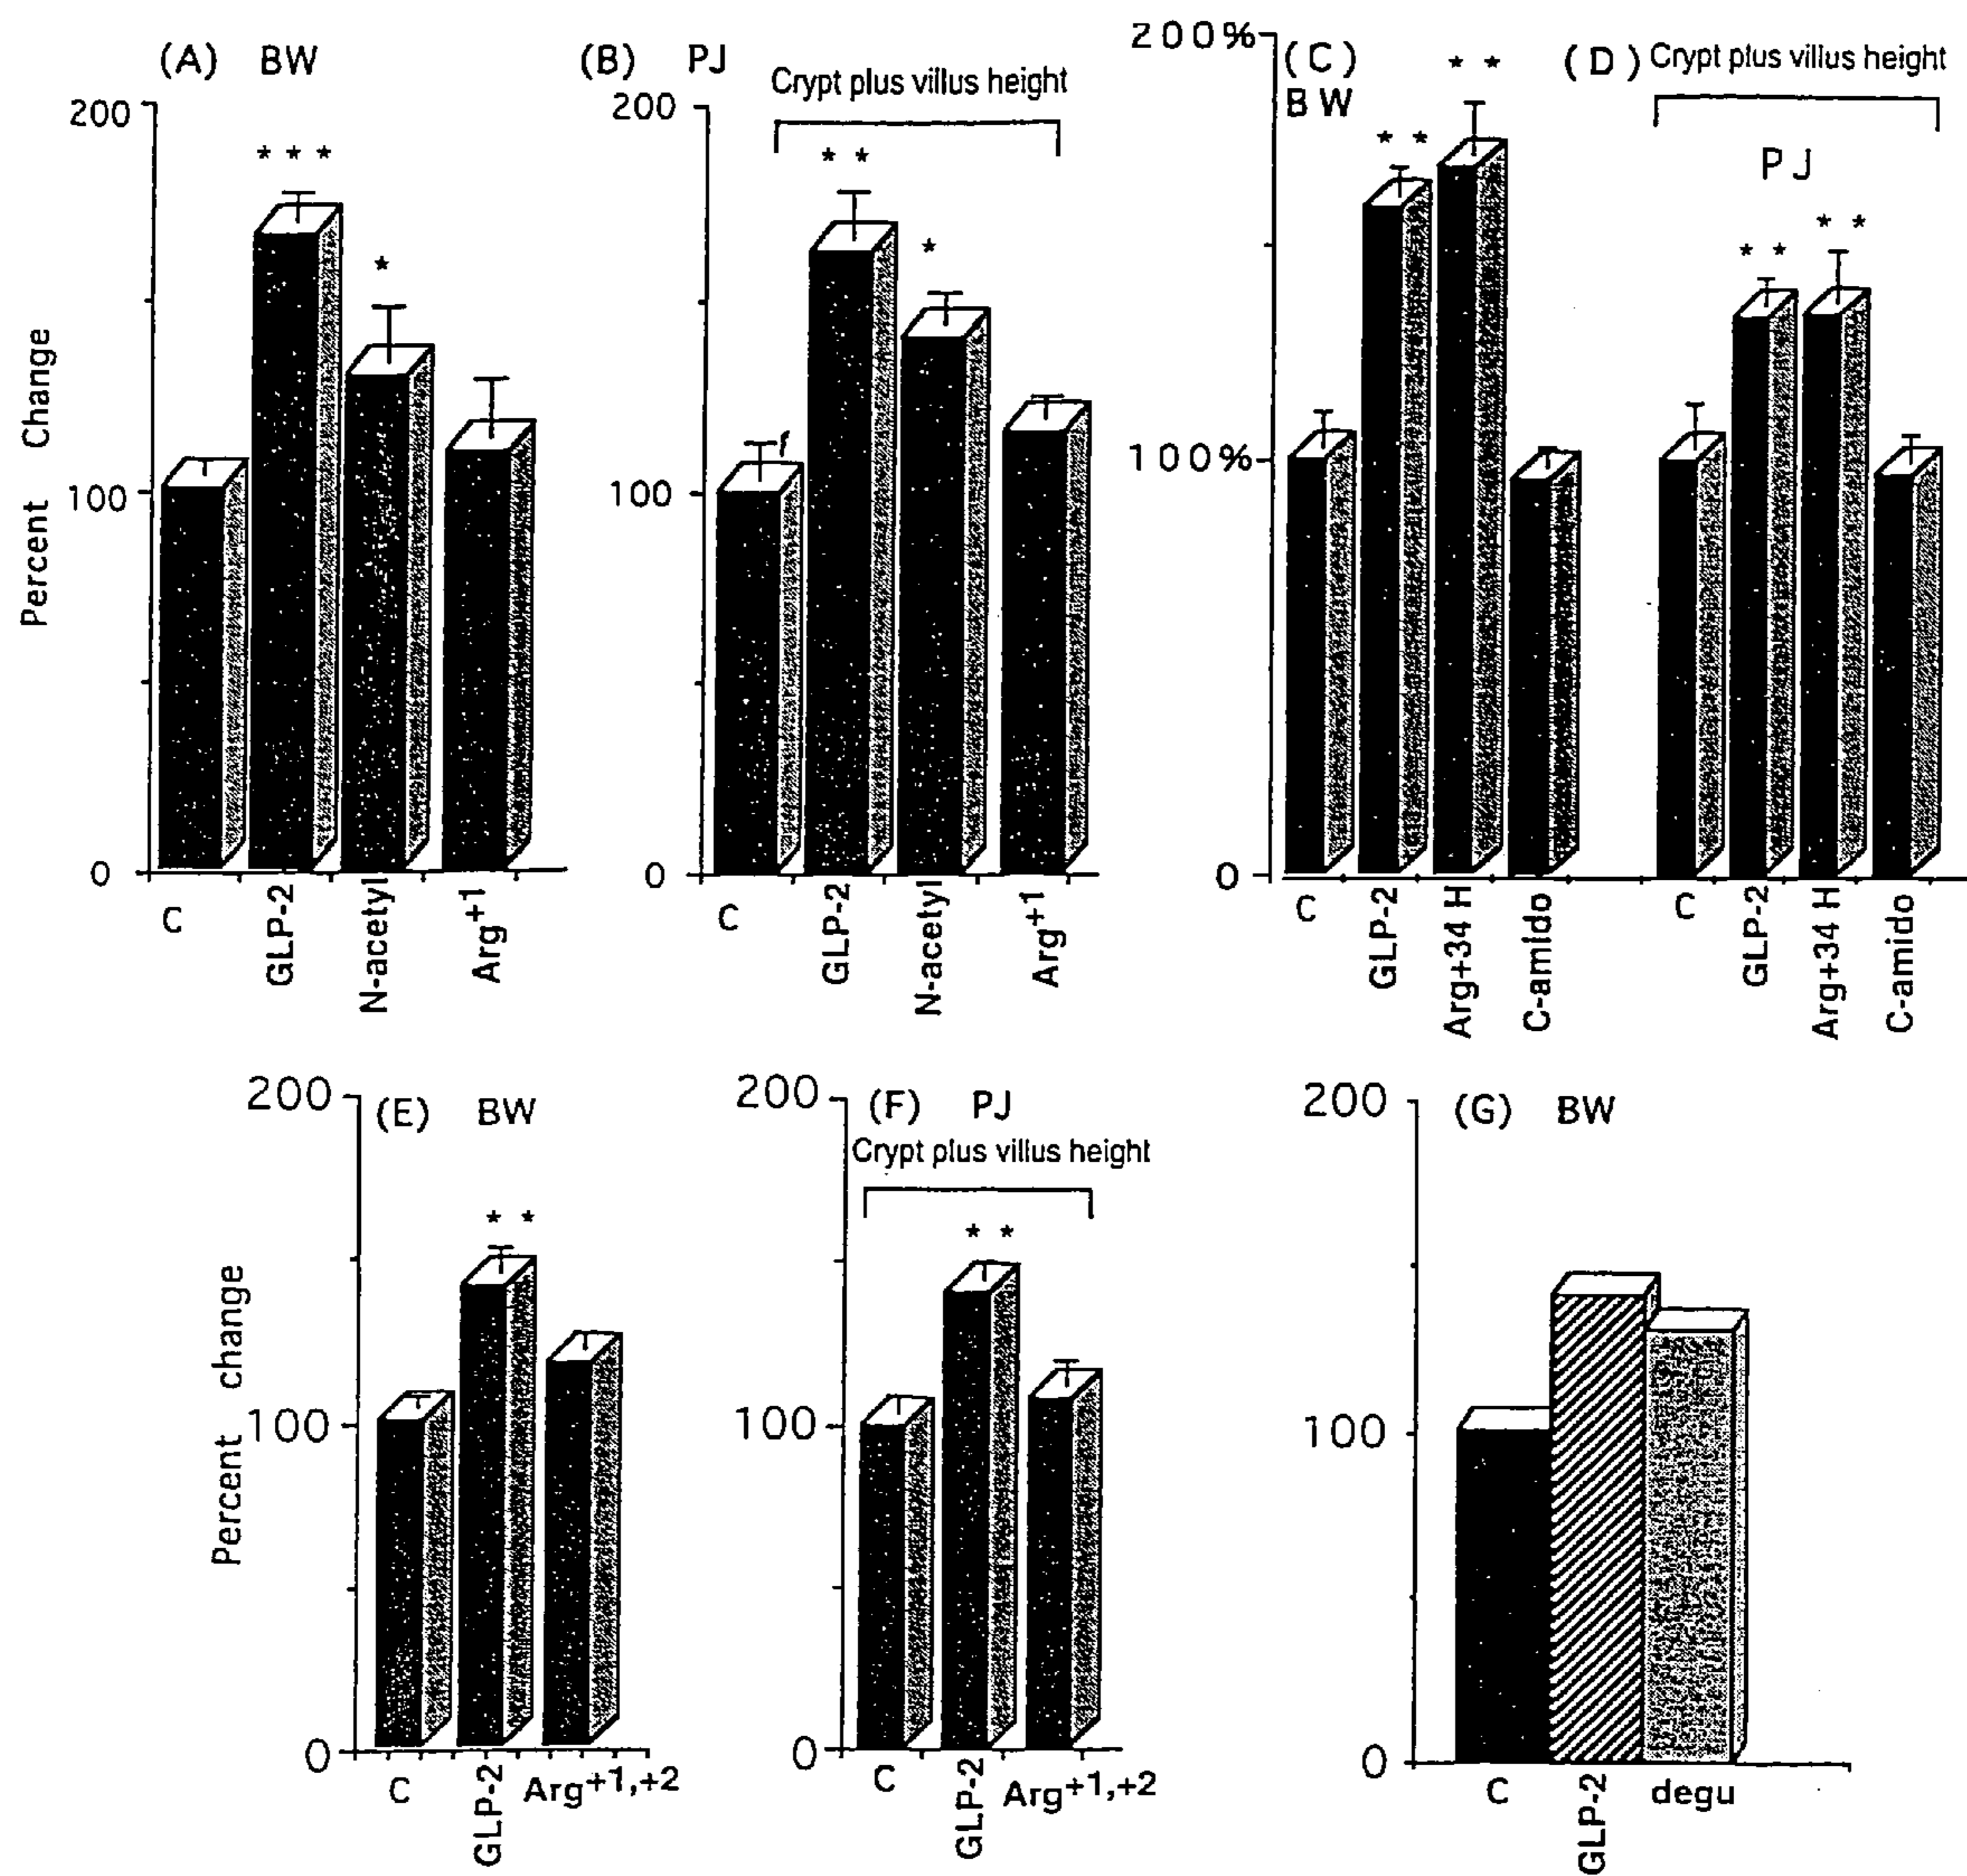 (A) BW
Percent Change
200
100
0
* * *
*
C
GLP-2
N-acetyl
Arg+1
(B) PJ
Crypt plus villus height
200
100
0
* *
*
C
GLP-2
N-acetyl
Arg+1
(C)
BW
200%
100%
0
* *
* *
C
GLP-2
Arg+34 H
C-amido
(D) Crypt plus villus height
PJ
* *
* *
C
GLP-2
Arg+34 H
C-amido
(E) BW
Percent change
200
100
0
* *
C
GLP-2
Arg+1,+2
(F) PJ
Crypt plus villus height
200
100
0
* *
C
GLP-2
Arg+1,+2
(G) BW
200
100
0
C
GLP-2
degu